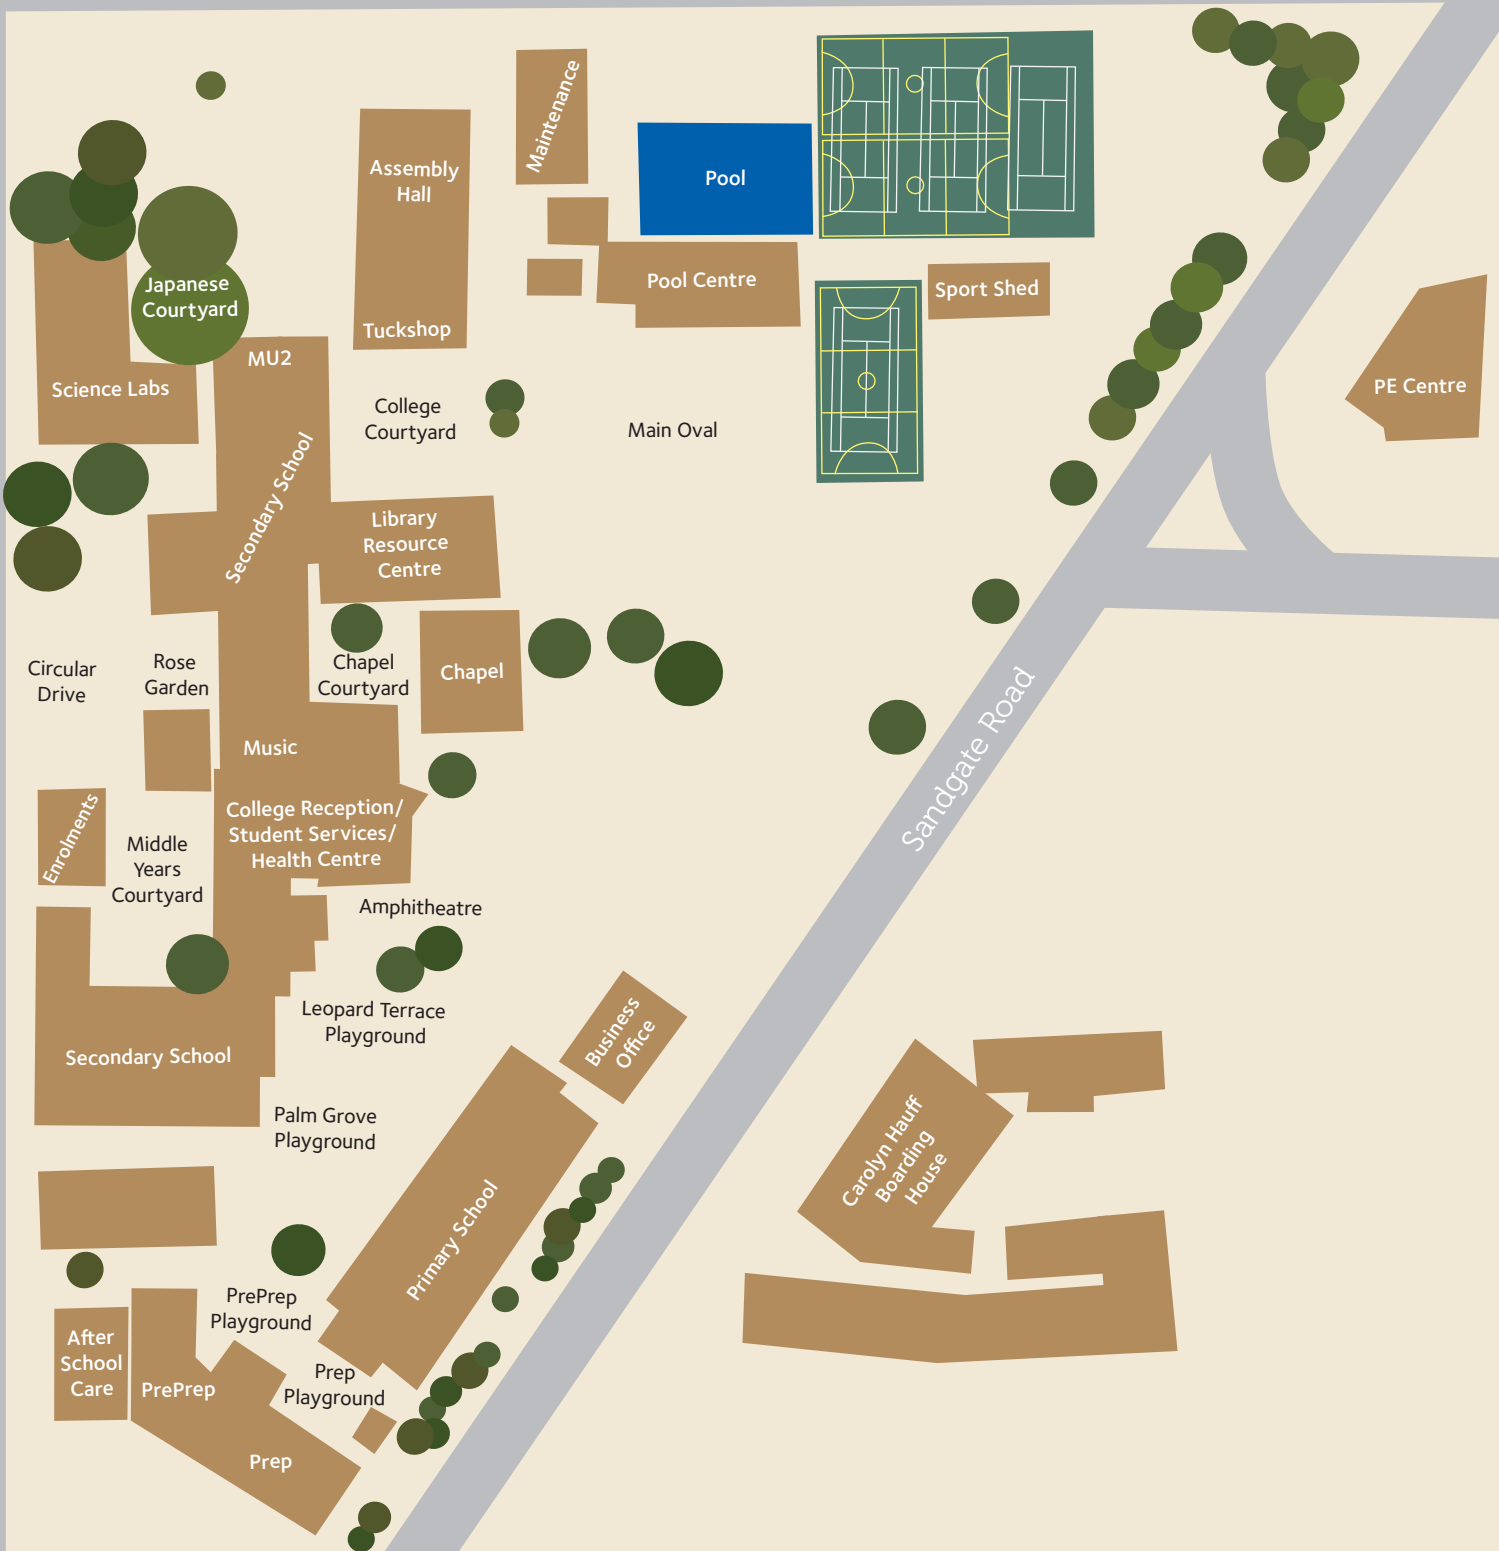 Maintenance
Assembly
Hall
Pool
Japanese
Courtyard
Pool Centre
Sport Shed
Tuckshop
MU2
Science Labs
PE Centre
College
Courtyard
Main Oval
Secondary School
Library
Resource
Centre
Circular
Drive
Rose
Garden
Chapel
Courtyard
Chapel
Music
Sandgate Road
College Reception/
Student Services/
Health Centre
Enrolments
Middle
Years
Courtyard
Amphitheatre
Leopard Terrace
Playground
Business
Office
Secondary School
Palm Grove
Playground
Carolyn Hauff
Boarding
House
Primary School
PrePrep
Playground
After
School
Care
PrePrep
Prep
Playground
Prep